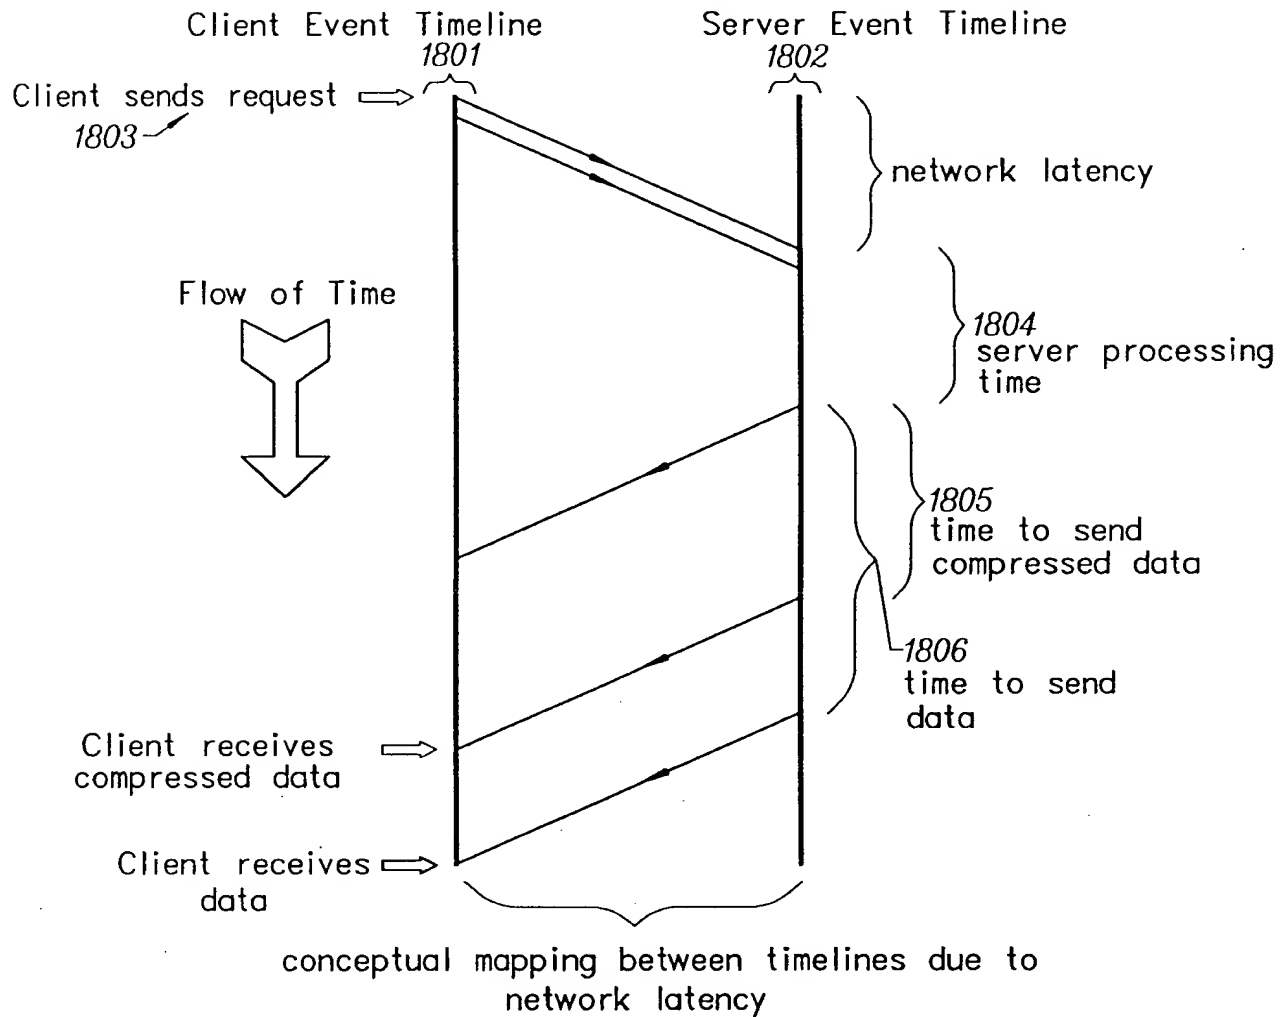 Client Event Timeline
1801
Server Event Timeline
1802
Client sends request
1803
network latency
Flow of Time
1804
server processing
time
1805
time to send
compressed data
1806
time to send
data
Client receives
compressed data
Client receives
data
conceptual mapping between timelines due to
network latency